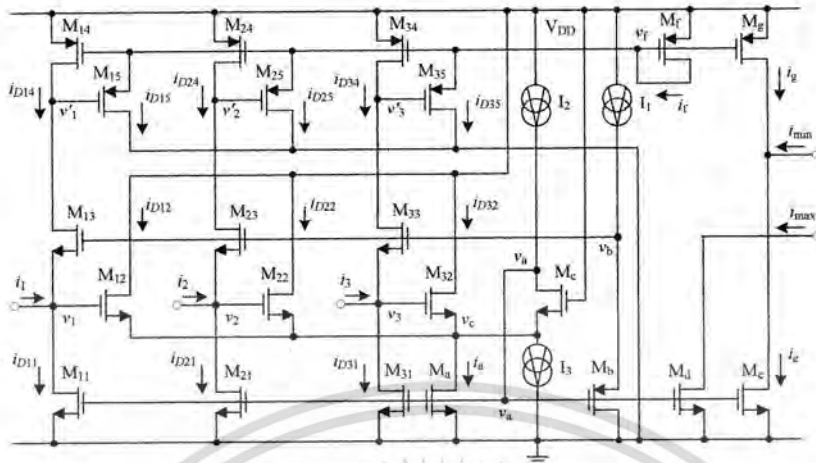 M14 M24 M34 VDD Mf Mg
vf
M15 M25 M35
iD14 iD15 iD24 iD25 iD34 iD35 I2 I1 if ig
v'1 v'2 v'3
imin
imax
iD12 iD22 iD32
M13 M23 M33
va vb
i1 M12 i2 M22 i3 M32 Mc
v1 v2 v3 vc
iD11 iD21 iD31 ia I3
M11 M21 M31 Ma Mb Md Me ie
va